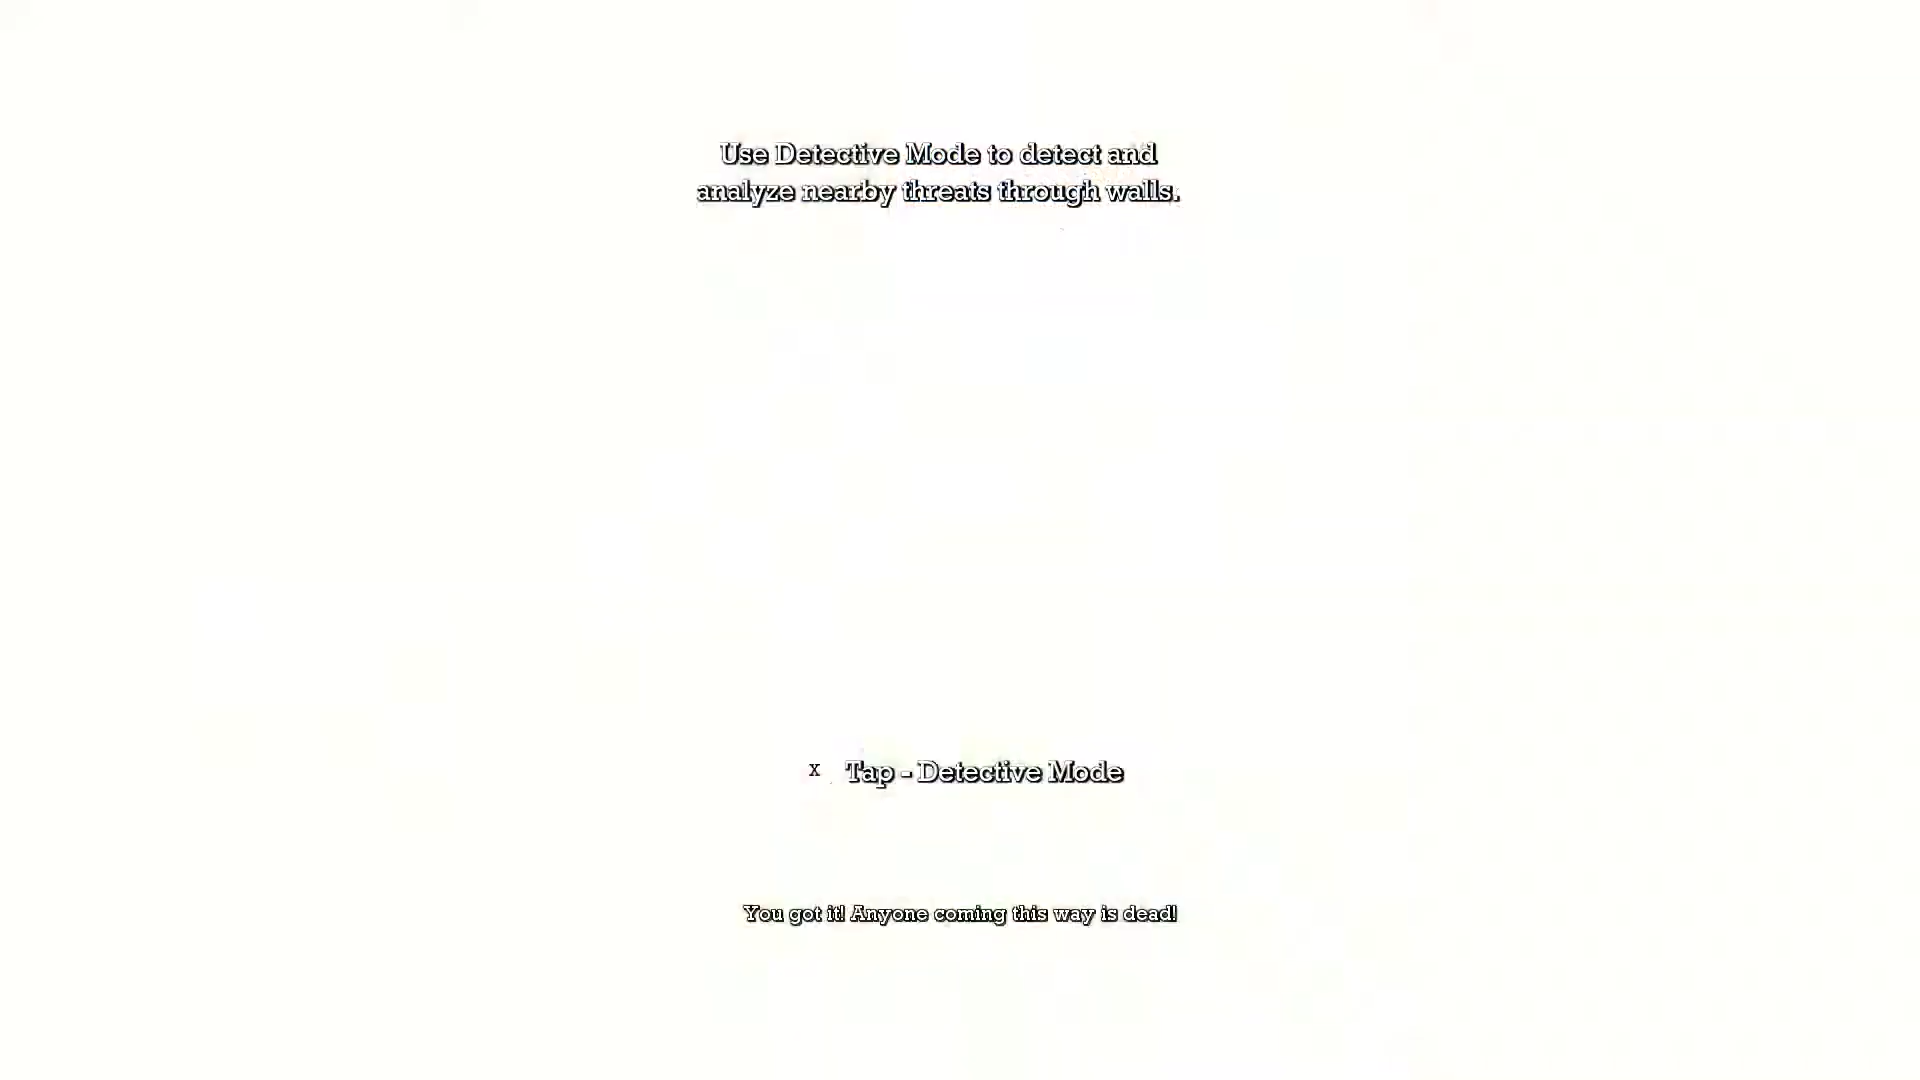 Use Detective Mode to detect and
analyze nearby threats through walls.
X Tap - Detective Mode
You got it! Anyone coming this way is dead!